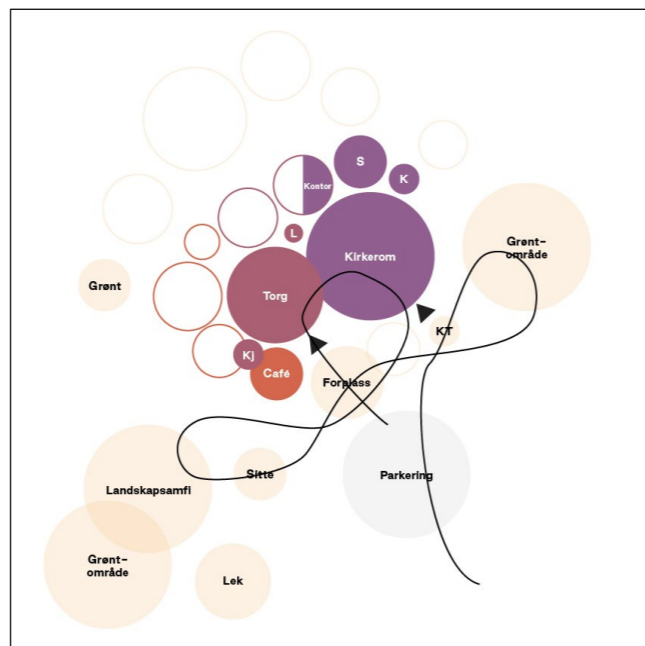 S
K
Kontor
L
Kirkerom
Grønt-
område
Grønt
Torg
KT
Kj
Café
Forplass
Sitte
Parkering
Landskapsamfi
Grønt-
område
Lek